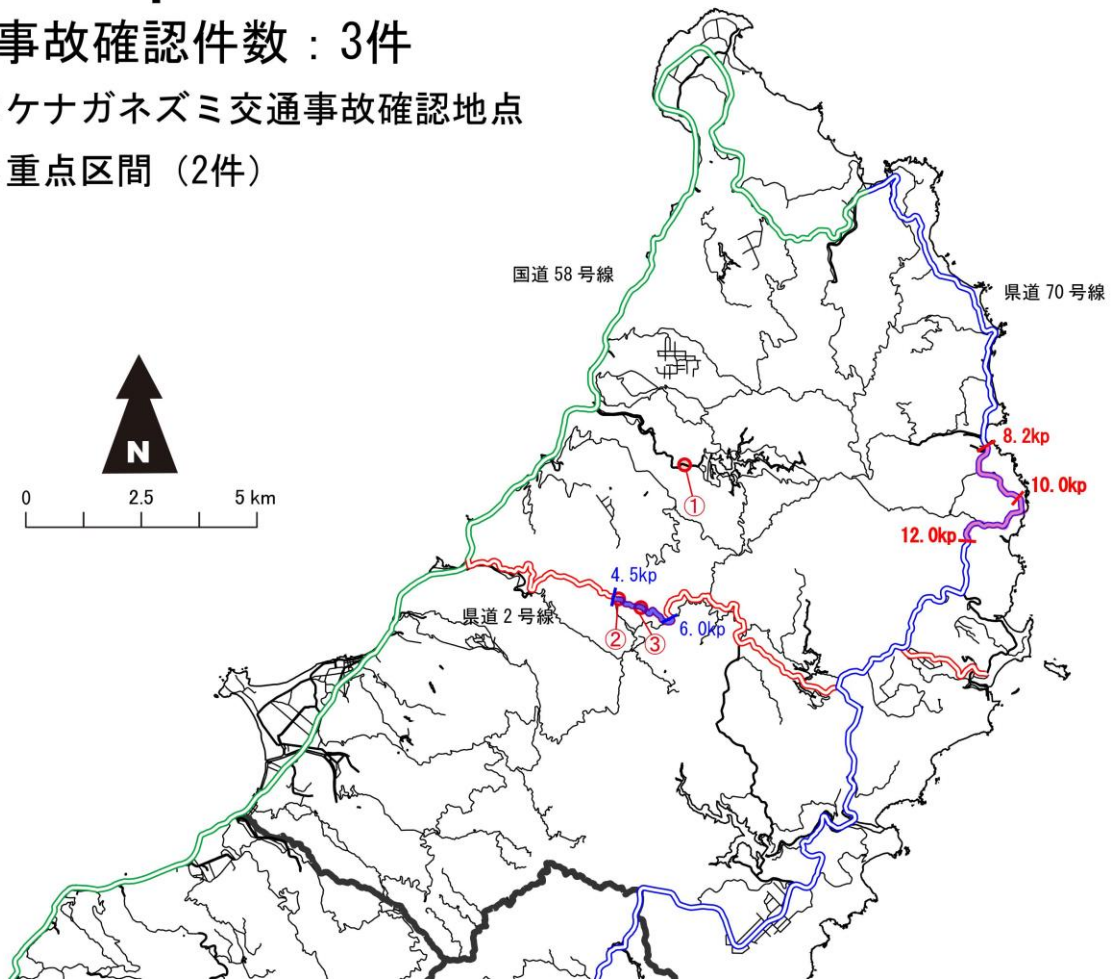 事故確認件数：3件
ケナガネズミ交通事故確認地点
重点区間（2件）
国道 58 号線
県道 70 号線
N
0 2.5 5 km
8.2kp
①
10.0kp
12.0kp
4.5kp
県道 2 号線
② ③
6.0kp